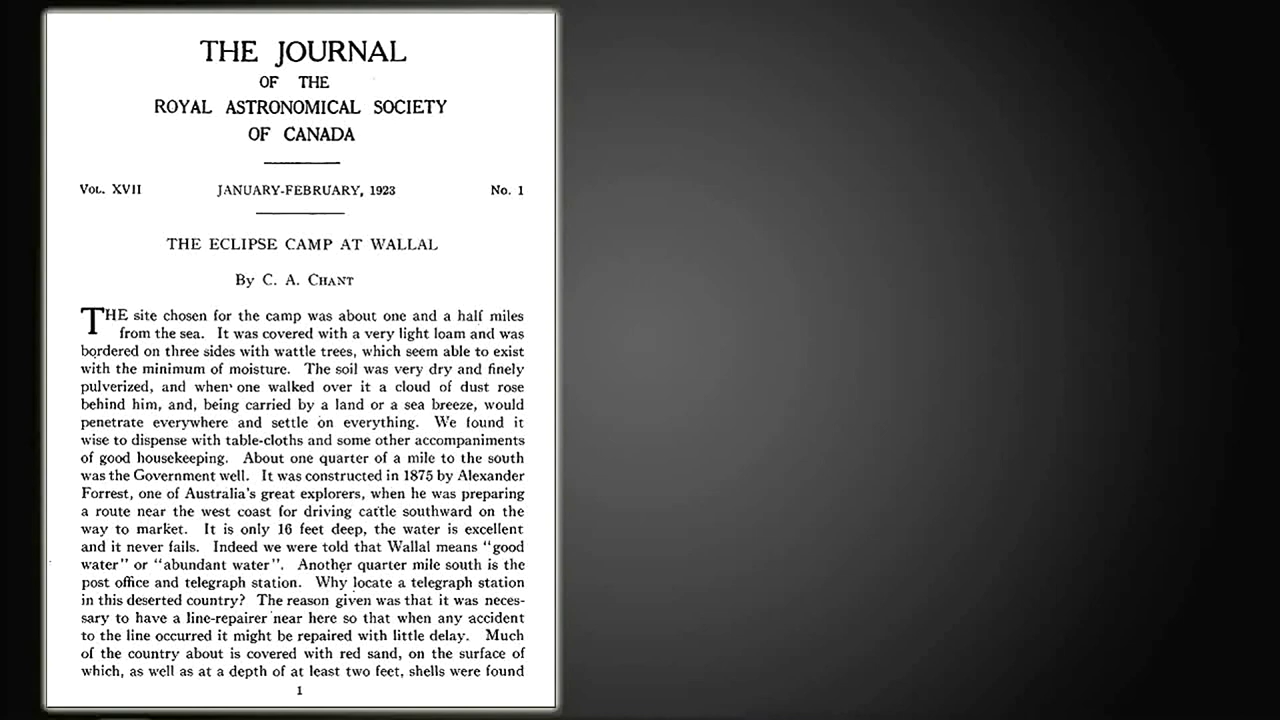 THE JOURNAL
OF THE
ROYAL ASTRONOMICAL SOCIETY
OF CANADA
VOL. XVII JANUARY-FEBRUARY, 1923 No. 1
THE ECLIPSE CAMP AT WALLAL
By C. A. CHANT
THE site chosen for the camp was about one and a half miles
from the sea. It was covered with a very light loam and was
bordered on three sides with wattle trees, which seem able to exist
with the minimum of moisture. The soil was very dry and finely
pulverized, and when one walked over it a cloud of dust rose
behind him, and, being carried by a land or a sea breeze, would
penetrate everywhere and settle on everything. We found it
wise to dispense with table-cloths and some other accompaniments
of good housekeeping. About one quarter of a mile to the south
was the Government well. It was constructed in 1875 by Alexander
Forrest, one of Australia's great explorers, when he was preparing
a route near the west coast for driving cattle southward on the
way to market. It is only 16 feet deep, the water is excellent
and it never fails. Indeed we were told that Wallal means "good
water" or "abundant water". Another quarter mile south is the
post office and telegraph station. Why locate a telegraph station
in this deserted country? The reason given was that it was neces-
sary to have a line-repairer near here so that when any accident
to the line occurred it might be repaired with little delay. Much
of the country about is covered with red sand, on the surface of
which, as well as at a depth of at least two feet, shells were found
1